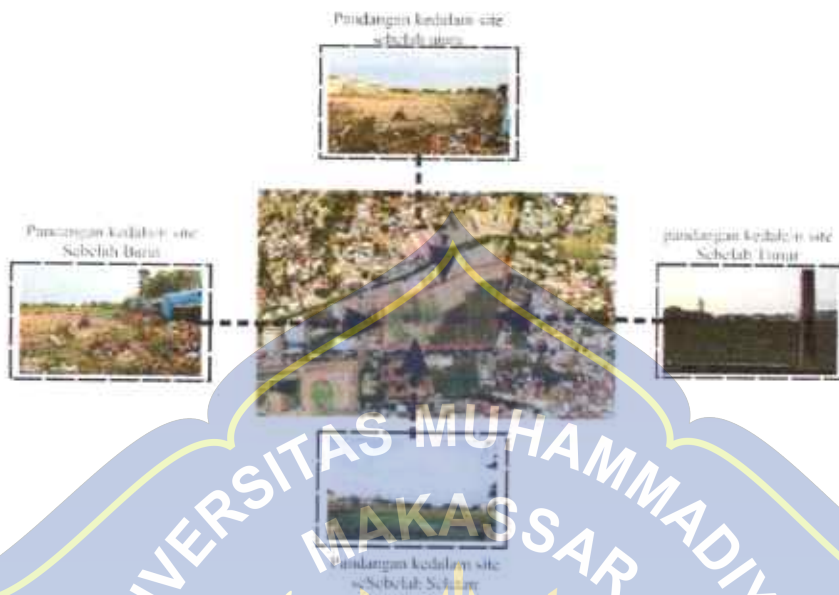 Pandangan kedalam site
sebelah utara
Pandangan kedalam site
Sebelah Barat
pandangan kedalam site
Sebelah Timur
Pandangan kedalam site
seSebelah Selatan
UNIVERSITAS MUHAMMADIY
MAKASSAR